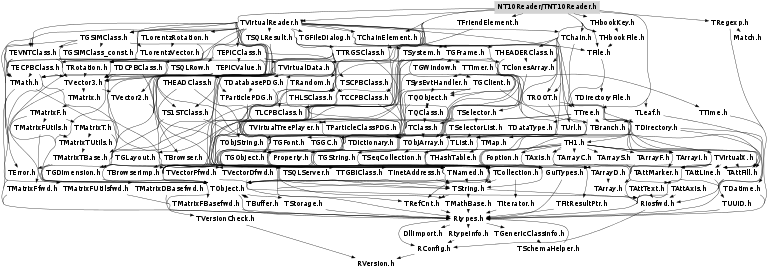 NT10Reader/TNT10Reader.h
TVirtualReader.h TFriendElement.h THbookKey.h TRegexp.h
TGSIMClass.h TLorentzRotation.h TSQLResult.h TGFileDialog.h TChainElement.h TChain.h THbookFile.h Match.h
TEVNTClass.h TGSIMClass_const.h TLorentzVector.h TEPICClass.h TTRGSClass.h TSystem.h TGFrame.h THEADERClass.h TFile.h
TECPBClass.h TRotation.h TDCPBClass.h TSQLRow.h TEPICValue.h TVirtualData.h TGWindow.h TTimer.h TClonesArray.h
TMath.h TVector3.h THEADClass.h TDatabasePDG.h TRandom.h TSCPBClass.h TSysEvtHandler.h TGClient.h
TMatrix.h TVector2.h TParticlePDG.h THLSClass.h TCCPBClass.h TQObject.h TROOT.h TDirectoryFile.h
TMatrixF.h TS1STClass.h TLCPBClass.h TQClass.h TSelector.h TTree.h TLeaf.h TTime.h
TMatrixFUtils.h TMatrixT.h TVirtualTreePlayer.h TParticleClassPDG.h TClass.h TSelectorList.h TDataType.h TUrl.h TBranch.h TDirectory.h
TMatrixTUtils.h TObjString.h TGFont.h TGGC.h TDictionary.h TObjArray.h TList.h TMap.h TH1.h
TMatrixTBase.h TGLayout.h TBrowser.h TGObject.h Property.h TGString.h TSeqCollection.h THashTable.h Foption.h TAxis.h TArrayC.h TArrayS.h TArrayF.h TArrayI.h TVirtualX.h
TError.h TGDimension.h TBrowserImp.h TVectorFfwd.h TVectorDfwd.h TSQLServer.h TGtBIClass.h TInetAddress.h TNamed.h TCollection.h GuiTypes.h TArrayD.h TAttMarker.h TAttLine.h TAttFill.h
TMatrixFfwd.h TMatrixFUtilsfwd.h TMatrixDBasefwd.h TObject.h TString.h TArray.h TAttText.h TAttAxis.h TDatime.h
TMatrixFBasefwd.h TBuffer.h TStorage.h TRefCnt.h TMathBase.h TIterator.h TFitResultPtr.h Riosfwd.h TUUID.h
TVersionCheck.h Rtypes.h
DllImport.h RtypeInfo.h TGenericClassInfo.h
RConfig.h TSchemaHelper.h
RVersion.h